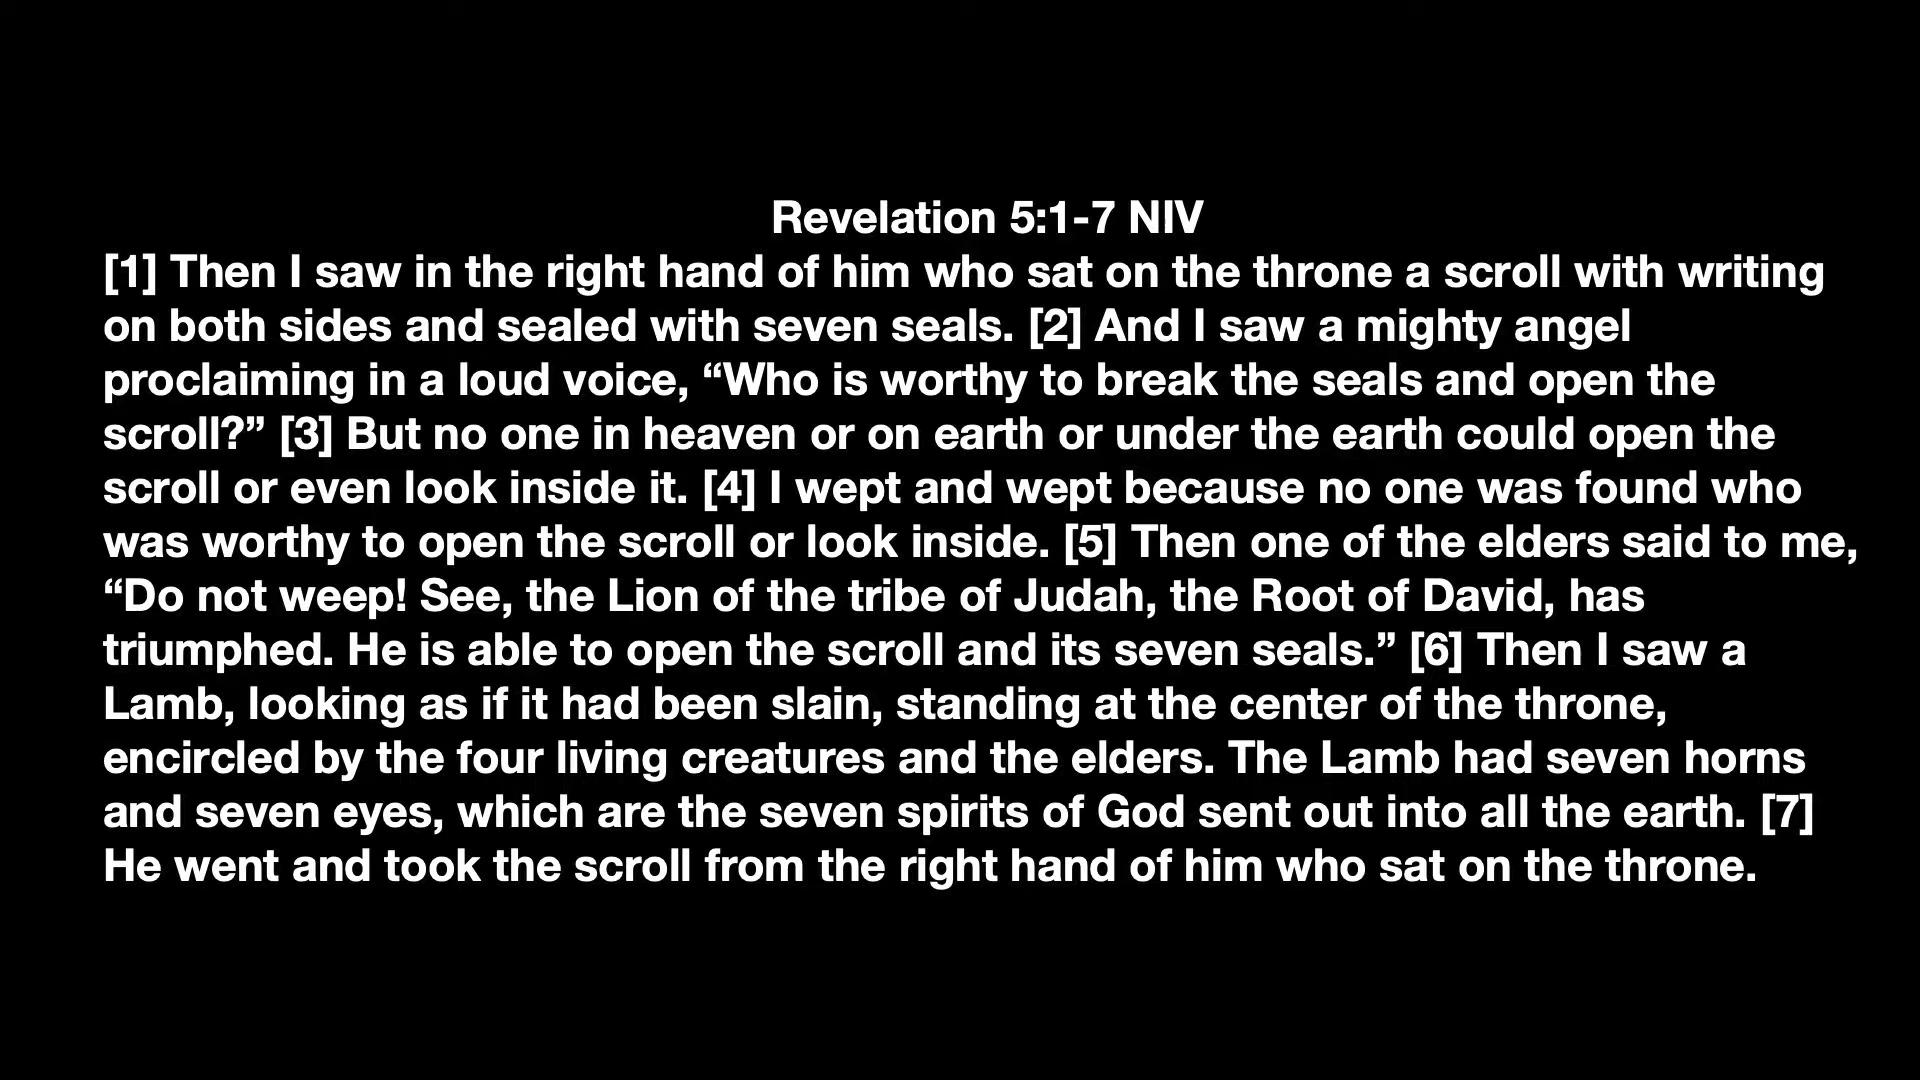 Revelation 5:1-7 NIV
[1] Then I saw in the right hand of him who sat on the throne a scroll with writing
on both sides and sealed with seven seals. [2] And I saw a mighty angel
proclaiming in a loud voice, “Who is worthy to break the seals and open the
scroll?” [3] But no one in heaven or on earth or under the earth could open the
scroll or even look inside it. [4] I wept and wept because no one was found who
was worthy to open the scroll or look inside. [5] Then one of the elders said to me,
“Do not weep! See, the Lion of the tribe of Judah, the Root of David, has
triumphed. He is able to open the scroll and its seven seals.” [6] Then I saw a
Lamb, looking as if it had been slain, standing at the center of the throne,
encircled by the four living creatures and the elders. The Lamb had seven horns
and seven eyes, which are the seven spirits of God sent out into all the earth. [7]
He went and took the scroll from the right hand of him who sat on the throne.